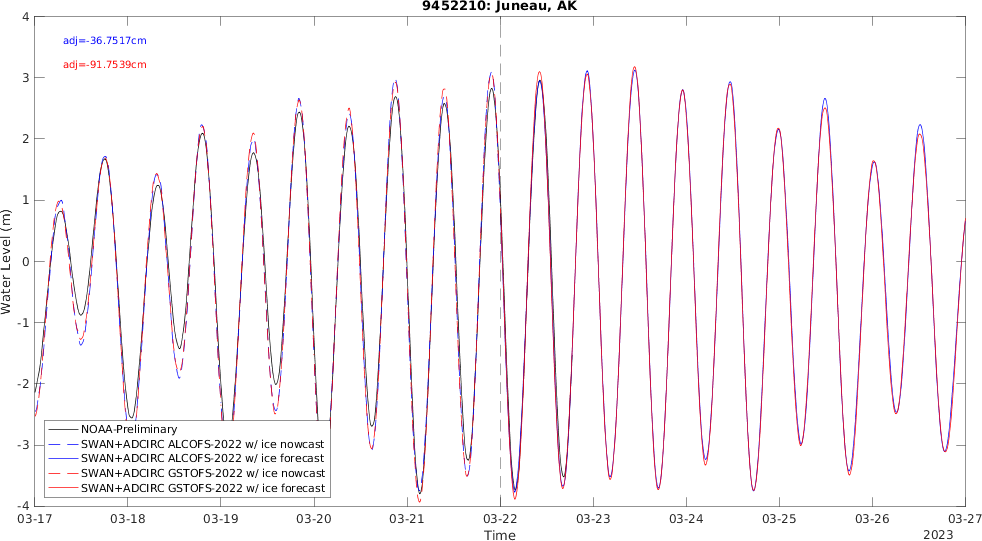 9452210: Juneau, AK
adj=-36.7517cm
adj=-91.7539cm
4
3
2
1
0
-1
-2
-3
-4
Water Level (m)
NOAA-Preliminary
SWAN+ADCIRC ALCOFS-2022 w/ ice nowcast
SWAN+ADCIRC ALCOFS-2022 w/ ice forecast
SWAN+ADCIRC GSTOFS-2022 w/ ice nowcast
SWAN+ADCIRC GSTOFS-2022 w/ ice forecast
03-17 03-18 03-19 03-20 03-21 03-22 03-23 03-24 03-25 03-26 03-27
Time
2023